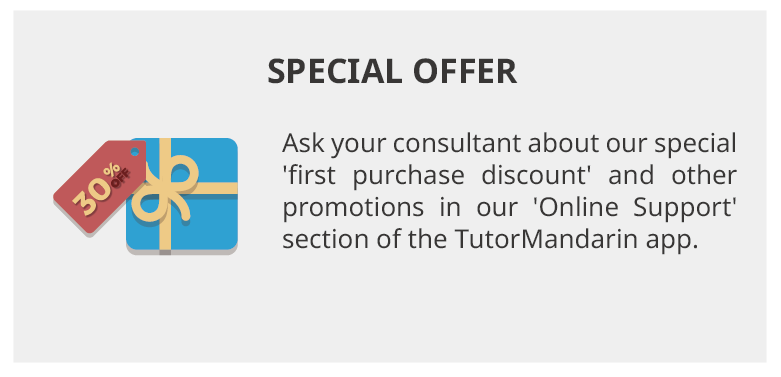 SPECIAL OFFER
30%
OFF
Ask your consultant about our special
'first purchase discount' and other
promotions in our 'Online Support'
section of the TutorMandarin app.